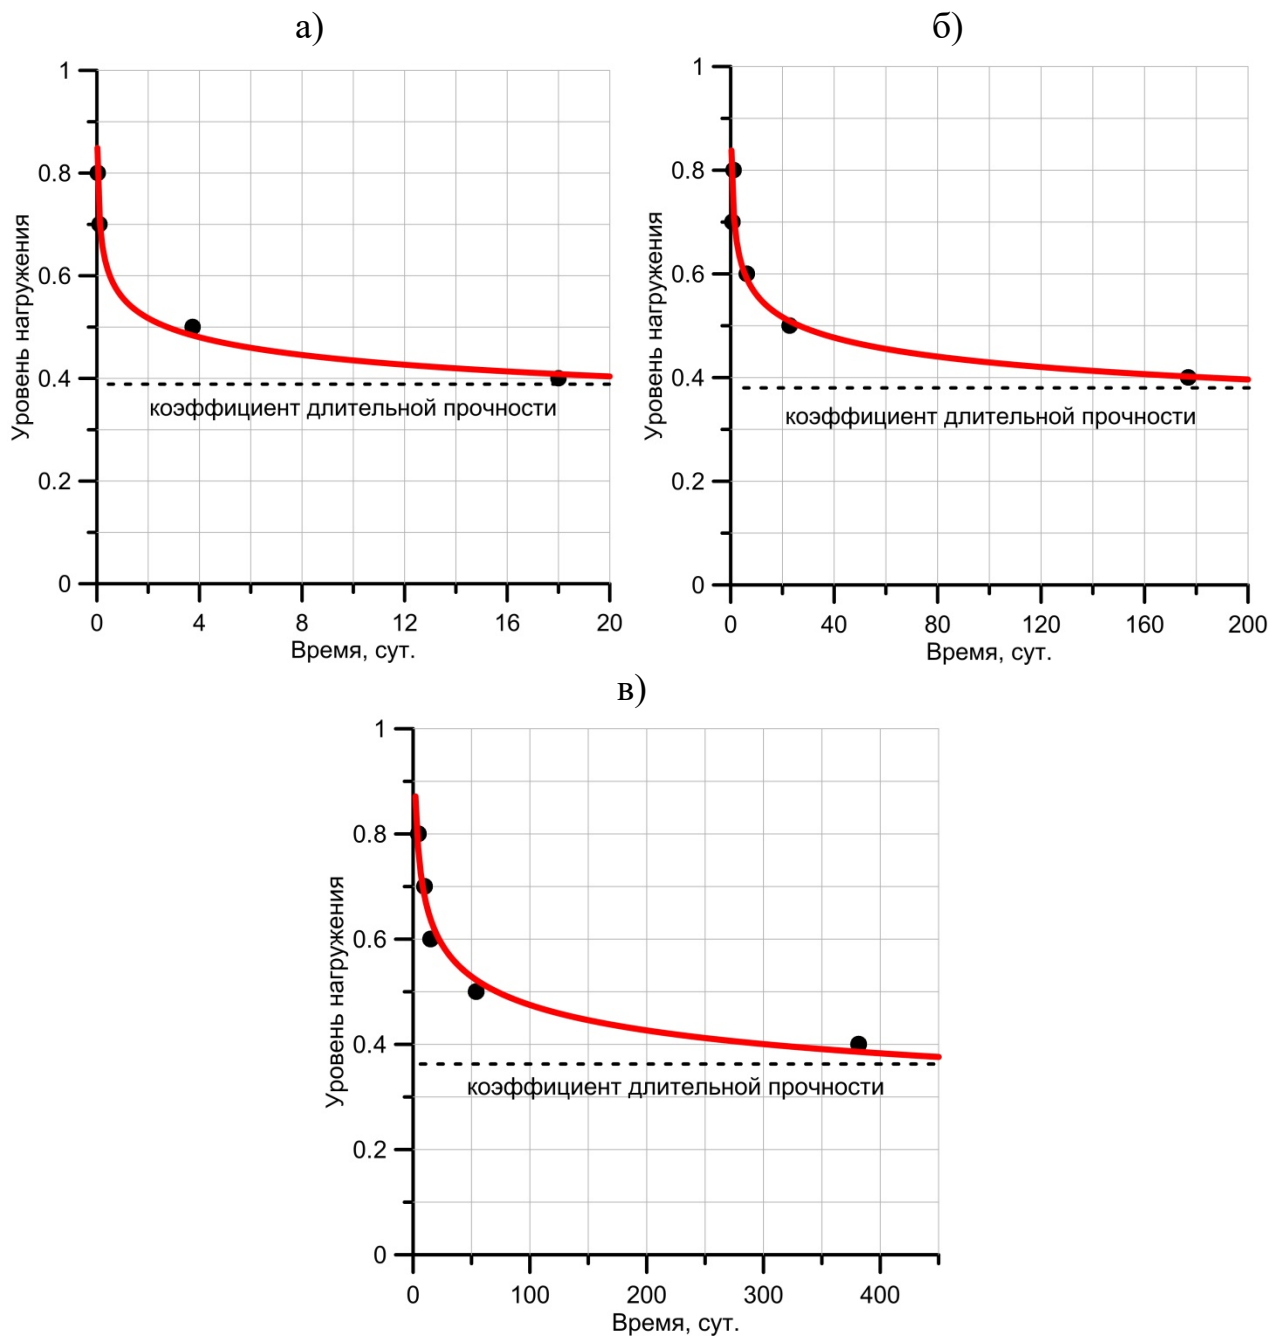 а)
1
0.8
0.6
0.4
0.2
0
Уровень нагружения
коэффициент длительной прочности
0 4 8 12 16 20
Время, сут.
б)
1
0.8
0.6
0.4
0.2
0
Уровень нагружения
коэффициент длительной прочности
0 40 80 120 160 200
Время, сут.
в)
1
0.8
0.6
0.4
0.2
0
Уровень нагружения
коэффициент длительной прочности
0 100 200 300 400
Время, сут.